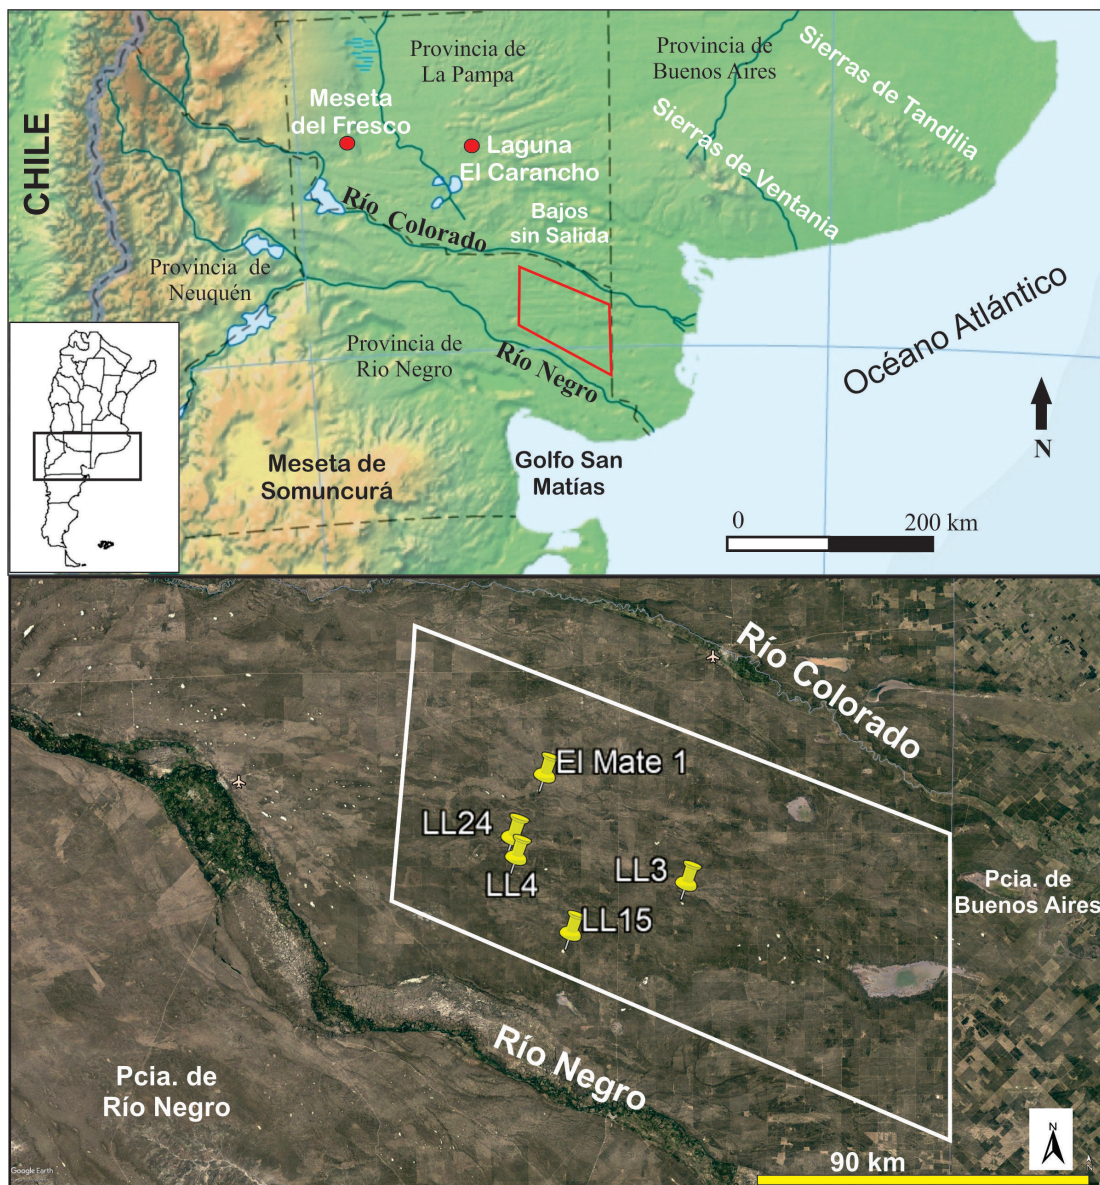 Provincia de
La Pampa
Provincia de
Buenos Aires
Sierras de Tandilia
Meseta
del Fresco
CHILE
Laguna
El Carancho
Sierras de Ventania
Río Colorado
Bajos
sin Salida
Provincia de
Neuquén
Océano Atlántico
Provincia de
Rio Negro
Río Negro
Meseta de
Somuncurá
Golfo San
Matías
N
0
200 km
Río Colorado
El Mate 1
LL24
LL4
LL3
LL15
Pcia. de
Buenos Aires
Río Negro
Pcia. de
Río Negro
N
90 km
Google Earth